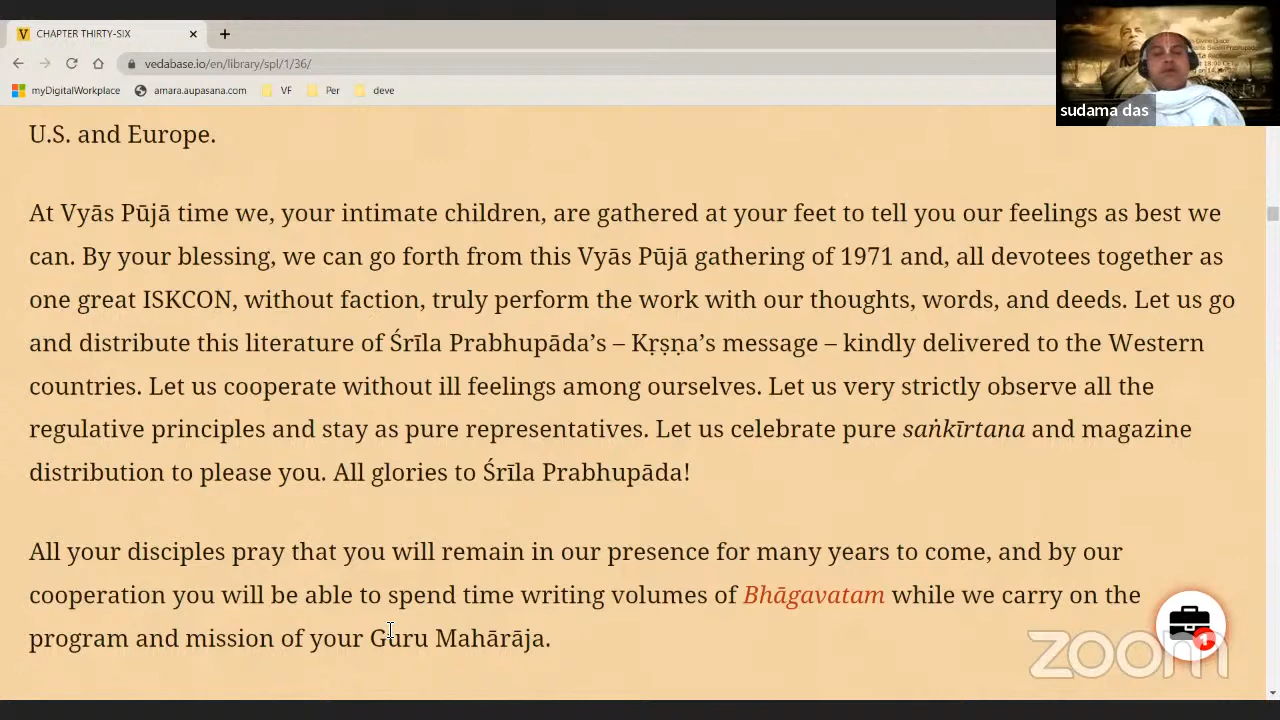 CHAPTER THIRTY-SIX
vedabase.io/en/library/spl/1/36/
myDigitalWorkplace
amara.aupasana.com
VF
Per
deve
sudama das
U.S. and Europe.
At Vyās Pūjā time we, your intimate children, are gathered at your feet to tell you our feelings as best we
can. By your blessing, we can go forth from this Vyās Pūjā gathering of 1971 and, all devotees together as
one great ISKCON, without faction, truly perform the work with our thoughts, words, and deeds. Let us go
and distribute this literature of Śrīla Prabhupāda’s – Kṛṣṇa’s message – kindly delivered to the Western
countries. Let us cooperate without ill feelings among ourselves. Let us very strictly observe all the
regulative principles and stay as pure representatives. Let us celebrate pure saṅkīrtana and magazine
distribution to please you. All glories to Śrīla Prabhupāda!
All your disciples pray that you will remain in our presence for many years to come, and by our
cooperation you will be able to spend time writing volumes of Bhāgavatam while we carry on the
program and mission of your Guru Mahārāja.
1
zoom